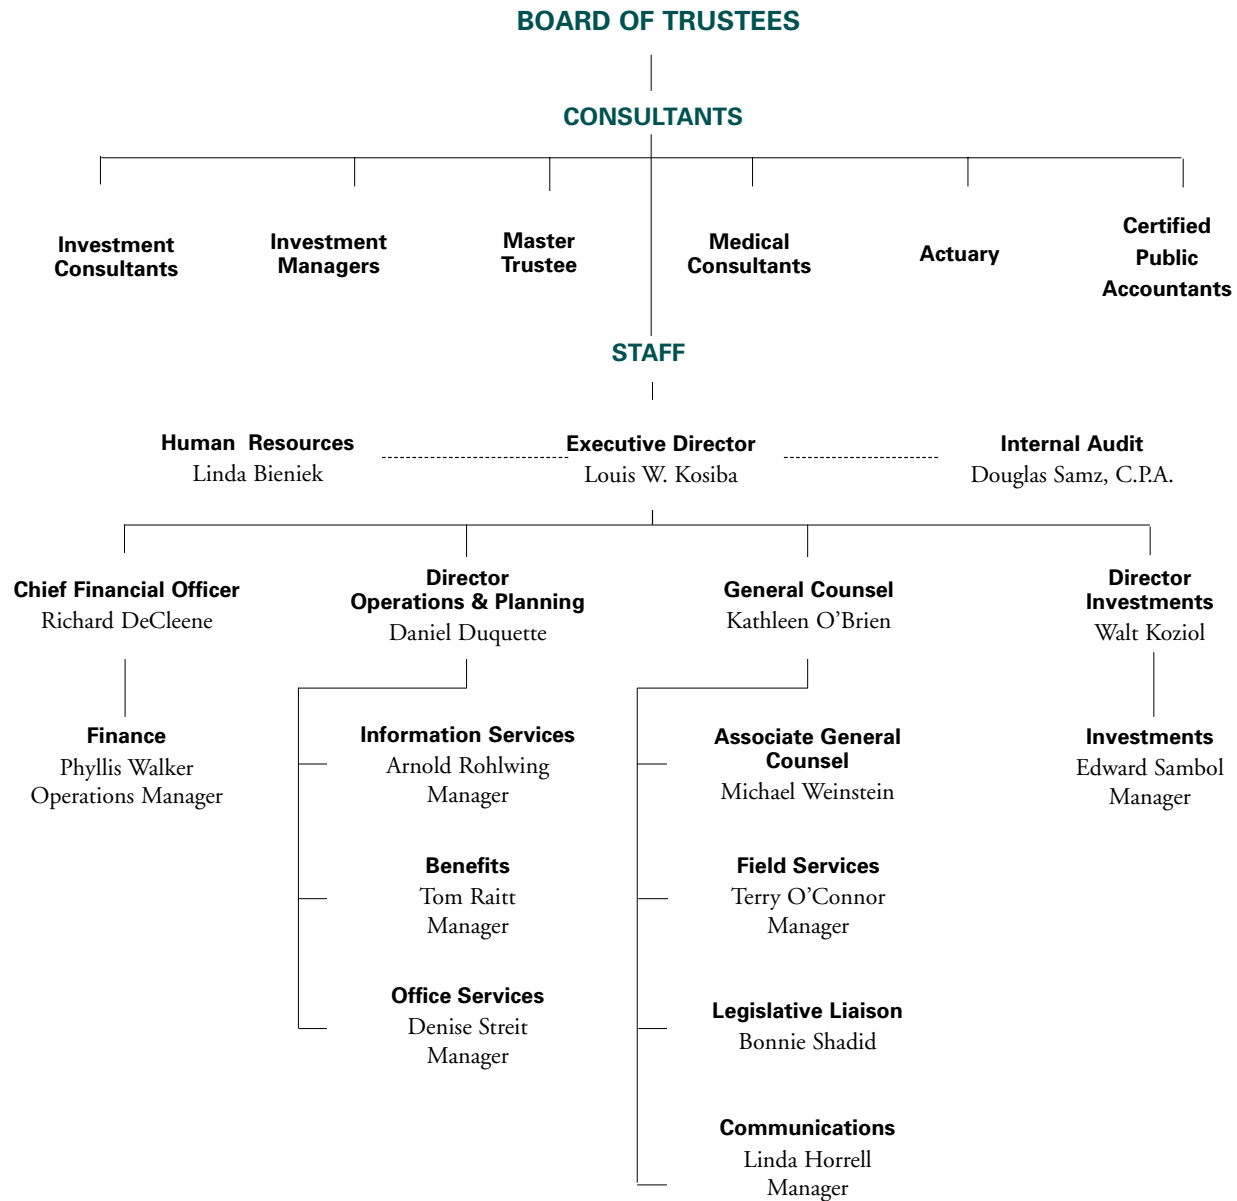 BOARD OF TRUSTEES
CONSULTANTS
Investment
Consultants
Investment
Managers
Master
Trustee
Medical
Consultants
Actuary
Certified
Public
Accountants
STAFF
Human Resources
Linda Bieniek
Executive Director
Louis W. Kosiba
Internal Audit
Douglas Samz, C.P.A.
Chief Financial Officer
Richard DeCleene
Director
Operations & Planning
Daniel Duquette
General Counsel
Kathleen O’Brien
Director
Investments
Walt Koziol
Finance
Phyllis Walker
Operations Manager
Information Services
Arnold Rohlwing
Manager
Benefits
Tom Raitt
Manager
Office Services
Denise Streit
Manager
Associate General
Counsel
Michael Weinstein
Field Services
Terry O’Connor
Manager
Legislative Liaison
Bonnie Shadid
Communications
Linda Horrell
Manager
Investments
Edward Sambol
Manager